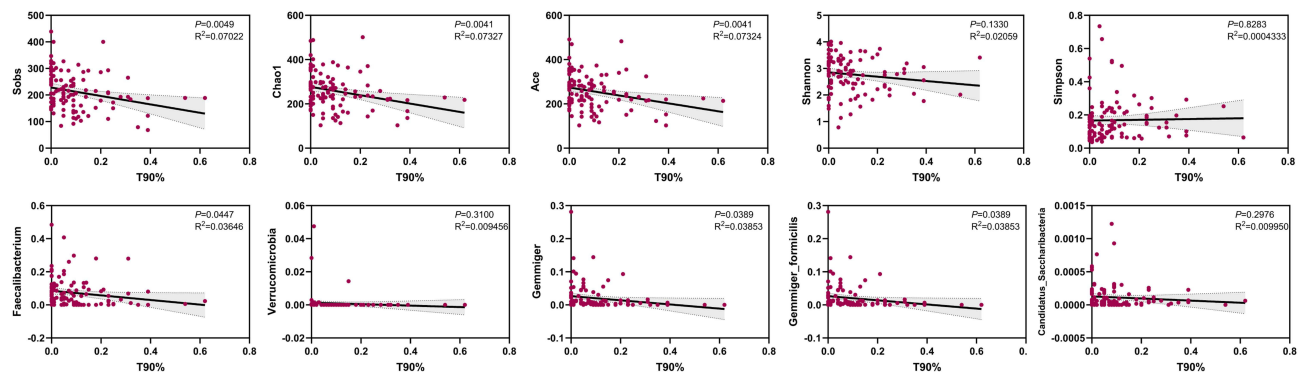 P=0.0049
R²=0.07022
500
400
300
200
100
0
Sobs
0.0 0.2 0.4 0.6 0.8
T90%
P=0.0041
R²=0.07327
600
400
200
0
Chao1
0.0 0.2 0.4 0.6 0.8
T90%
P=0.0041
R²=0.07324
600
400
200
0
Ace
0.0 0.2 0.4 0.6 0.8
T90%
P=0.1330
R²=0.02059
5
4
3
2
1
0
Shannon
0.0 0.2 0.4 0.6 0.8
T90%
P=0.8283
R²=0.0004333
0.8
0.6
0.4
0.2
0.0
Simpson
0.0 0.2 0.4 0.6 0.8
T90%
P=0.0447
R²=0.03646
0.6
0.4
0.2
0.0
-0.2
Faecalibacterium
0.0 0.2 0.4 0.6 0.8
T90%
P=0.3100
R²=0.009456
0.06
0.04
0.02
0.00
-0.02
Verrucomicrobia
0.0 0.2 0.4 0.6 0.8
T90%
P=0.0389
R²=0.03853
0.3
0.2
0.1
0.0
-0.1
Gemmiger
0.0 0.2 0.4 0.6 0.8
T90%
P=0.0389
R²=0.03853
0.3
0.2
0.1
0.0
-0.1
Gemmiger_formicilis
0.0 0.2 0.4 0.6 0.
T90%
P=0.2976
R²=0.009950
0.0015
0.0010
0.0005
0.0000
-0.0005
Candidatus_Saccharibacteria
0.0 0.2 0.4 0.6 0.8
T90%